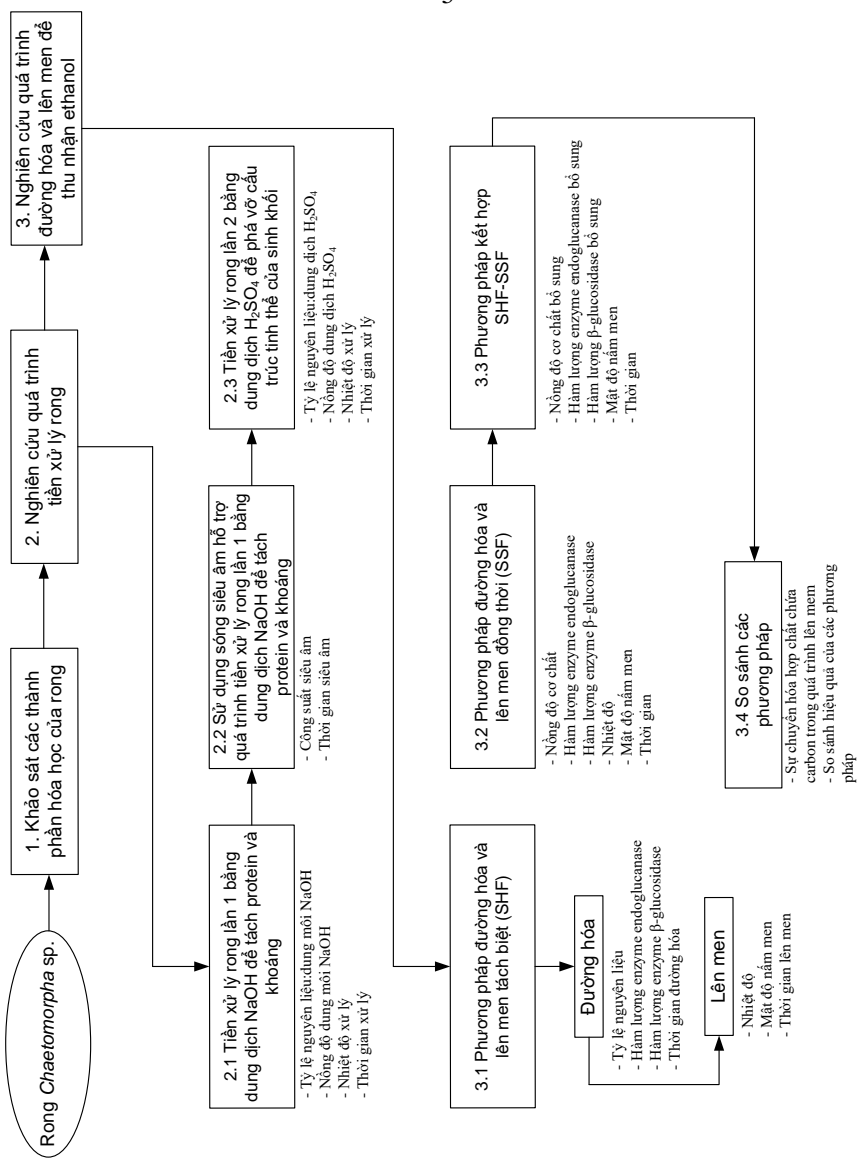 Rong Chaetomorpha sp.
1. Khảo sát các thành
phần hóa học của rong
2. Nghiên cứu quá trình
tiền xử lý rong
3. Nghiên cứu quá trình
đường hóa và lên men để
thu nhận ethanol
2.1 Tiền xử lý rong lần 1 bằng
dung dịch NaOH để tách protein và
khoáng
- Tỷ lệ nguyên liệu:dung môi NaOH
- Nồng độ dung môi NaOH
- Nhiệt độ xử lý
- Thời gian xử lý
2.2 Sử dụng sóng siêu âm hỗ trợ
quá trình tiền xử lý rong lần 1 bằng
dung dịch NaOH để tách
protein và khoáng
- Công suất siêu âm
- Thời gian siêu âm
2.3 Tiền xử lý rong lần 2 bằng
dung dịch H₂SO₄ để phá vỡ cấu
trúc tinh thể của sinh khối
- Tỷ lệ nguyên liệu:dung dịch H₂SO₄
- Nồng độ dung dịch H₂SO₄
- Nhiệt độ xử lý
- Thời gian xử lý
3.1 Phương pháp đường hóa và
lên men tách biệt (SHF)
Đường hóa
- Tỷ lệ nguyên liệu
- Hàm lượng enzyme endoglucanase
- Hàm lượng enzyme β-glucosidase
- Thời gian đường hóa
Lên men
- Nhiệt độ
- Mật độ nấm men
- Thời gian lên men
3.2 Phương pháp đường hóa và
lên men đồng thời (SSF)
- Nồng độ cơ chất
- Hàm lượng enzyme endoglucanase
- Hàm lượng enzyme β-glucosidase
- Nhiệt độ
- Mật độ nấm men
- Thời gian
3.3 Phương pháp kết hợp
SHF-SSF
- Nồng độ cơ chất bổ sung
- Hàm lượng enzyme endoglucanase bổ sung
- Hàm lượng β-glucosidase bổ sung
- Mật độ nấm men
- Thời gian
3.4 So sánh các
phương pháp
- Sự chuyển hóa hợp chất chứa
carbon trong quá trình lên mem
- So sánh hiệu quả của các phương
pháp